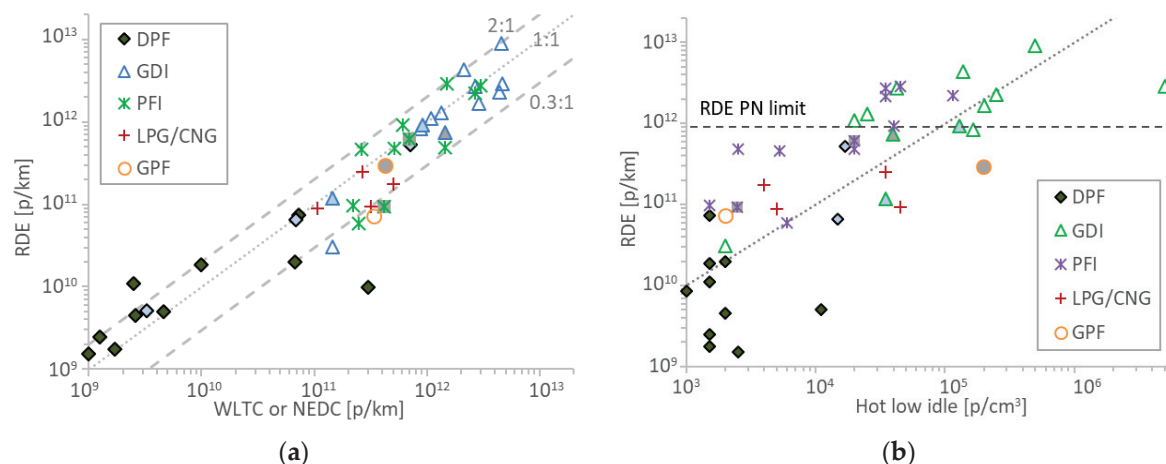 2:1
1:1
0.3:1
10¹³
10¹²
10¹¹
10¹⁰
10⁹
RDE [p/km]
DPF
GDI
PFI
LPG/CNG
GPF
10⁹ 10¹⁰ 10¹¹ 10¹² 10¹³
WLTC or NEDC [p/km]
(a)
10¹³
10¹²
10¹¹
10¹⁰
10⁹
RDE [p/km]
RDE PN limit
DPF
GDI
PFI
LPG/CNG
GPF
10³ 10⁴ 10⁵ 10⁶
Hot low idle [p/cm³]
(b)